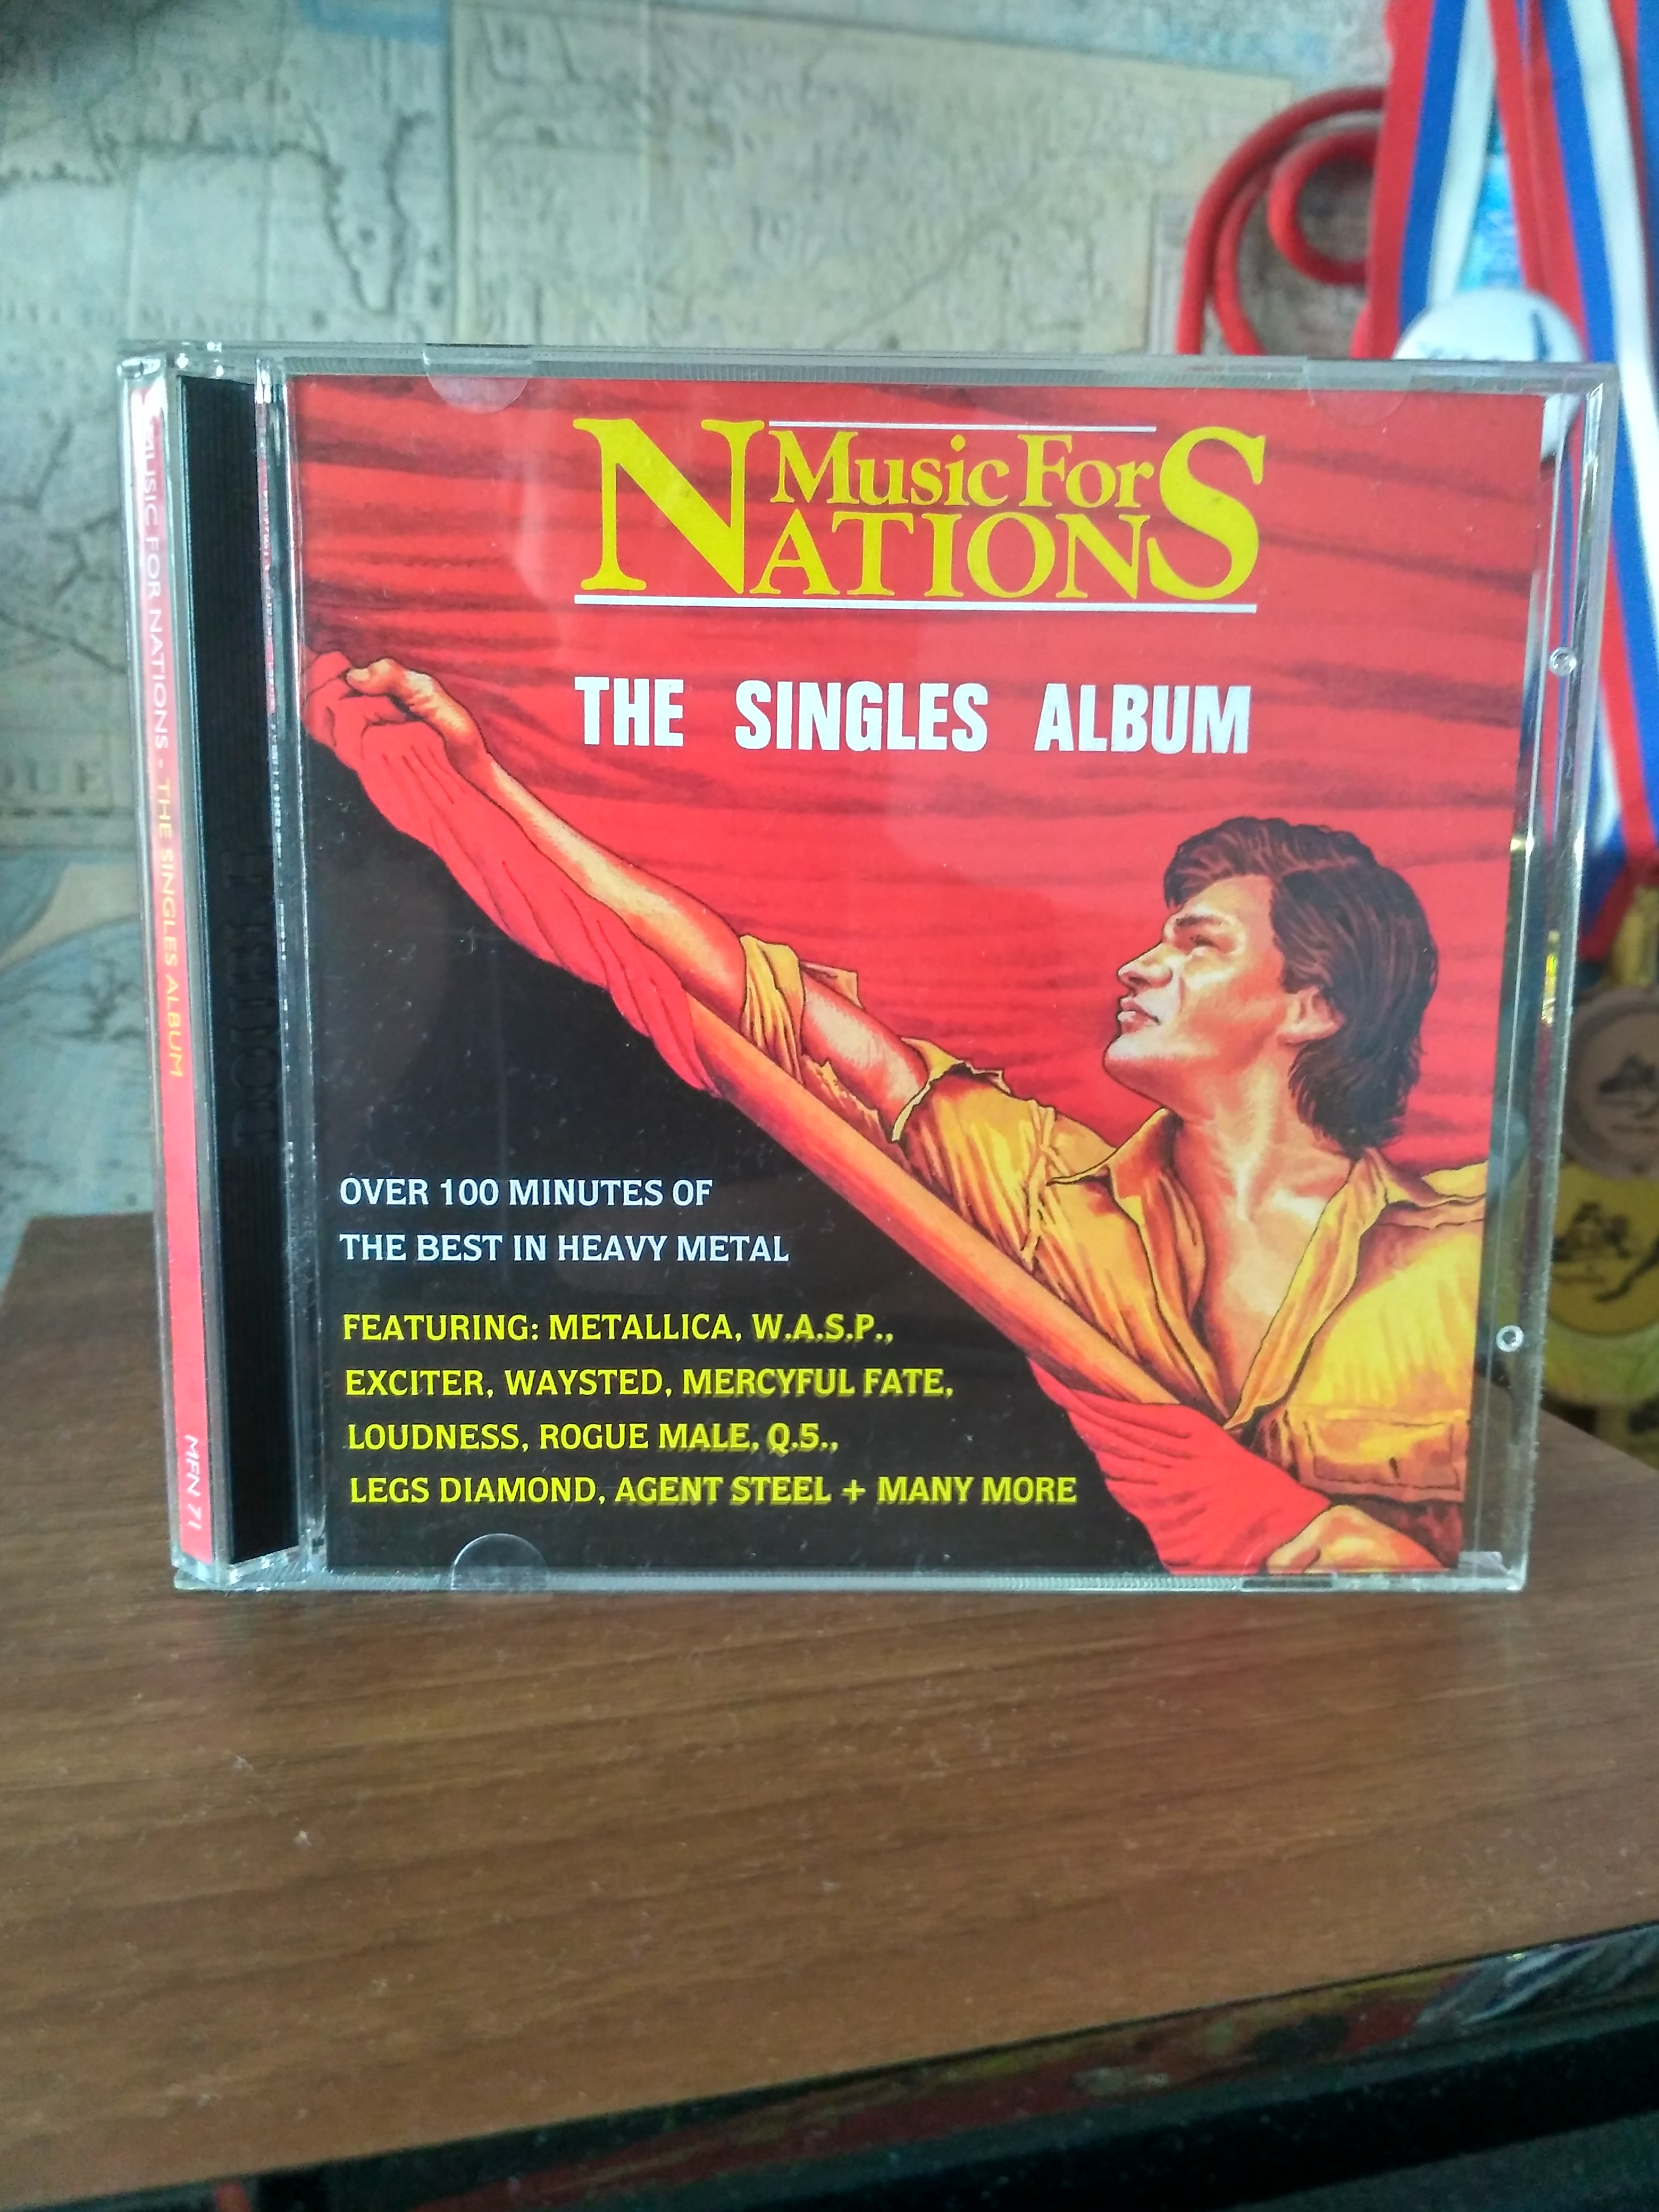 MUSIC FOR NATIONS - THE SINGLES ALBUM
MFN 71
Music For
NATIONS
THE SINGLES ALBUM
OVER 100 MINUTES OF
THE BEST IN HEAVY METAL
FEATURING: METALLICA, W.A.S.P.,
EXCITER, WAYSTED, MERCYFUL FATE,
LOUDNESS, ROGUE MALE, Q.5.,
LEGS DIAMOND, AGENT STEEL + MANY MORE